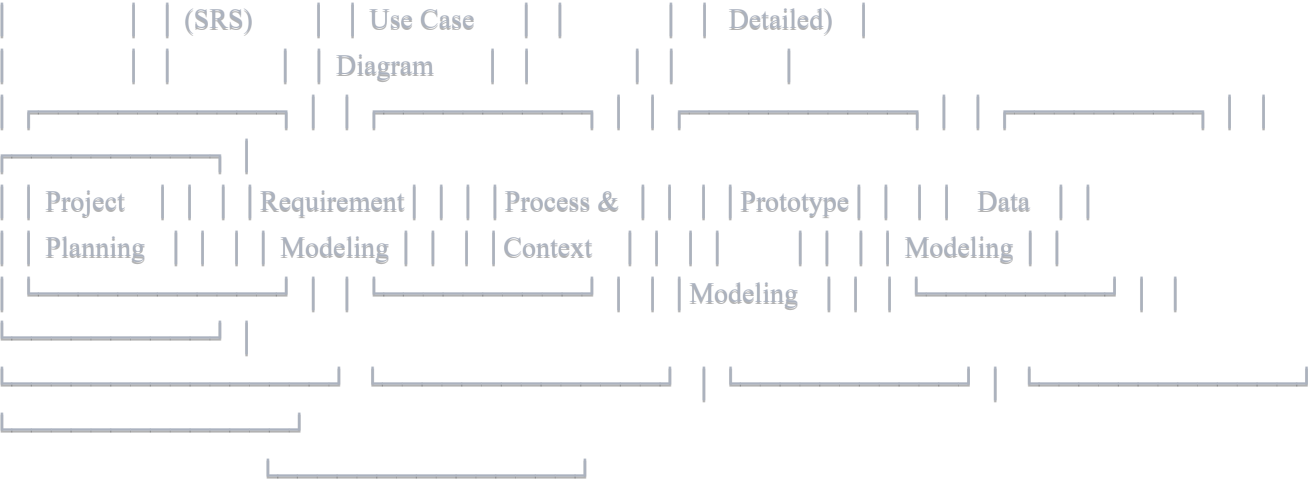 | | | (SRS) | | Use Case | | | | Detailed) |
| | | | | Diagram | | | | |
| ┌────────┐ | | ┌───────┐ | | ┌───────┐ | | ┌──────┐ | |
┌───────┐ |
| | Project | | | | Requirement | | | | Process & | | | | Prototype | | | | Data | |
| | Planning | | | | Modeling | | | | Context | | | | | | | | Modeling | |
| └────────┘ | | └───────┘ | | | Modeling | | | └──────┘ | |
└───────┘ |
└──────────┘ └─────────┘ | └───────┘ | └────────┘
└─────────┘
└──────────┘